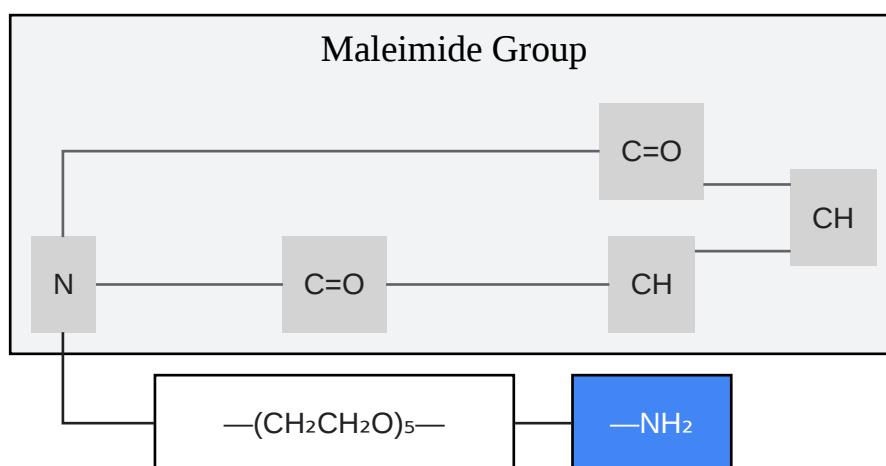 Maleimide Group
C=O
CH
N
C=O
CH
—(CH₂CH₂O)₅—
—NH₂